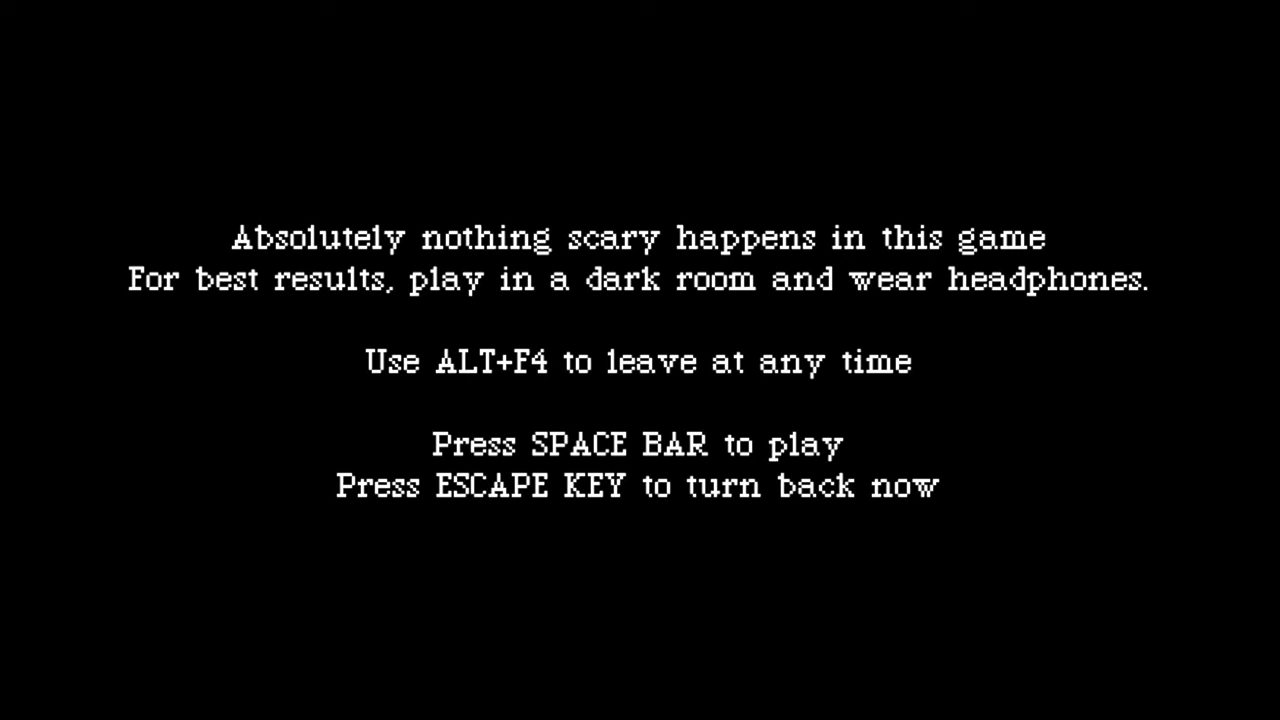 Absolutely nothing scary happens in this game
For best results, play in a dark room and wear headphones.
Use ALT+F4 to leave at any time
Press SPACE BAR to play
Press ESCAPE KEY to turn back now